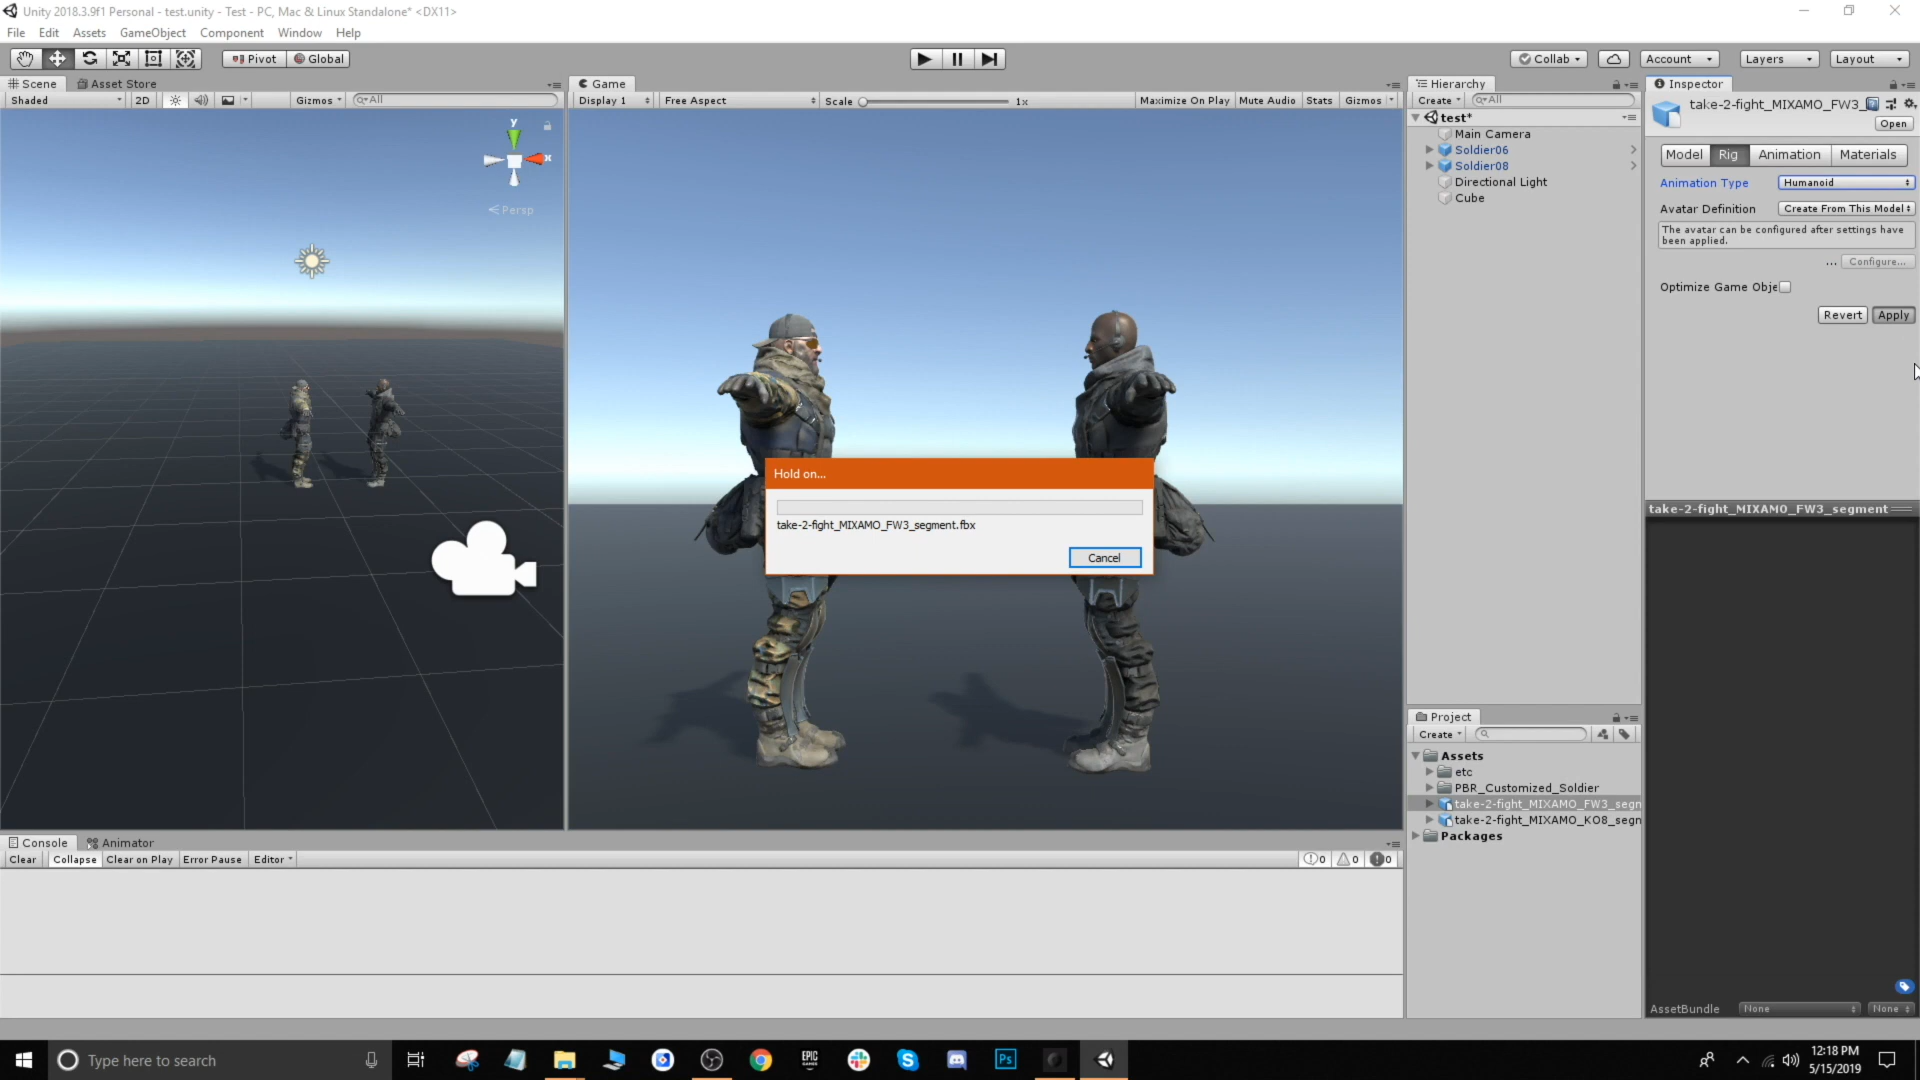 Unity 2018.3.9f1 Personal - test.unity - Test - PC, Mac & Linux Standalone* <DX11>
File Edit Assets GameObject Component Window Help
Pivot Global Collab Account Layers Layout
Scene Asset Store
Shaded 2D Gizmos All
y
x
Persp
Game
Display 1 Free Aspect Scale 1x Maximize On Play Mute Audio Stats Gizmos
Hold on...
take-2-fight_MIXAMO_FW3_segment.fbx
Cancel
Hierarchy
Create All
test*
Main Camera
Soldier06
Soldier08
Directional Light
Cube
Inspector
take-2-fight_MIXAMO_FW3_
Open
Model Rig Animation Materials
Animation Type Humanoid
Avatar Definition Create From This Model
The avatar can be configured after settings have
been applied.
... Configure...
Optimize Game Obje
Revert Apply
take-2-fight_MIXAMO_FW3_segment
AssetBundle None None
Project
Create
Assets
etc
PBR_Customized_Soldier
take-2-fight_MIXAMO_FW3_segn
take-2-fight_MIXAMO_KO8_segn
Packages
Console Animator
Clear Collapse Clear on Play Error Pause Editor 0 0 0
Type here to search
EPIC
GAMES
Ps
12:18 PM
5/15/2019